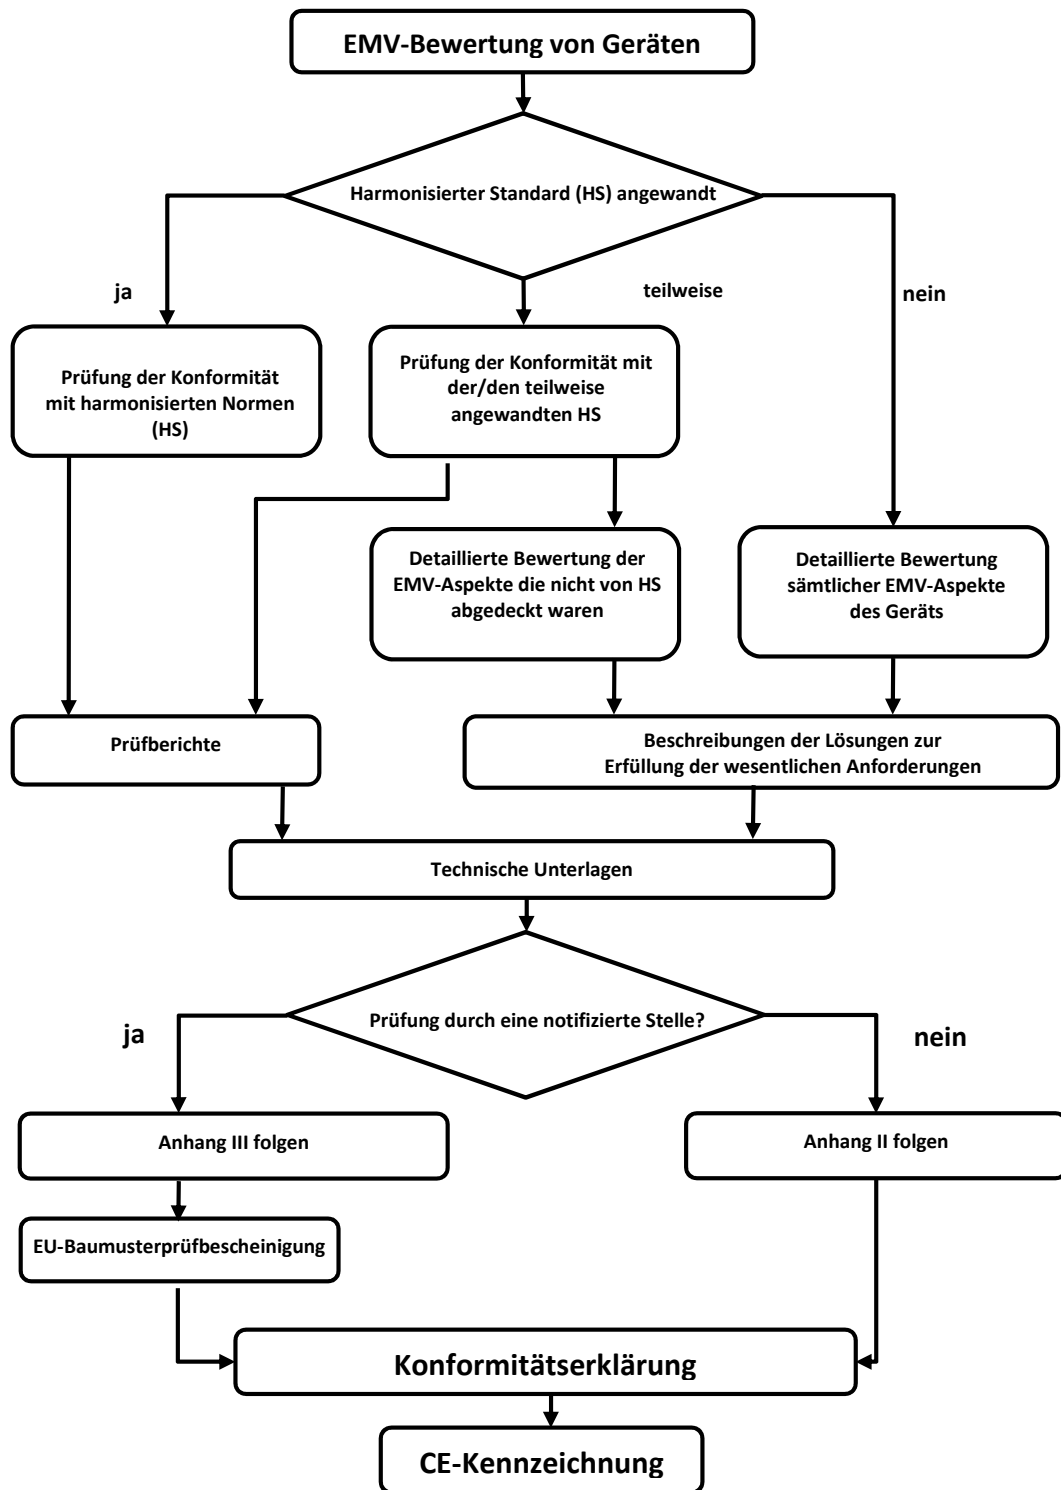 EMV-Bewertung von Geräten
Harmonisierter Standard (HS) angewandt
ja
teilweise
nein
Prüfung der Konformität
mit harmonisierten Normen
(HS)
Prüfung der Konformität mit
der/den teilweise
angewandten HS
Detaillierte Bewertung der
EMV-Aspekte die nicht von HS
abgedeckt waren
Detaillierte Bewertung
sämtlicher EMV-Aspekte
des Geräts
Prüfberichte
Beschreibungen der Lösungen zur
Erfüllung der wesentlichen Anforderungen
Technische Unterlagen
Prüfung durch eine notifizierte Stelle?
ja
nein
Anhang III folgen
Anhang II folgen
EU-Baumusterprüfbescheinigung
Konformitätserklärung
CE-Kennzeichnung